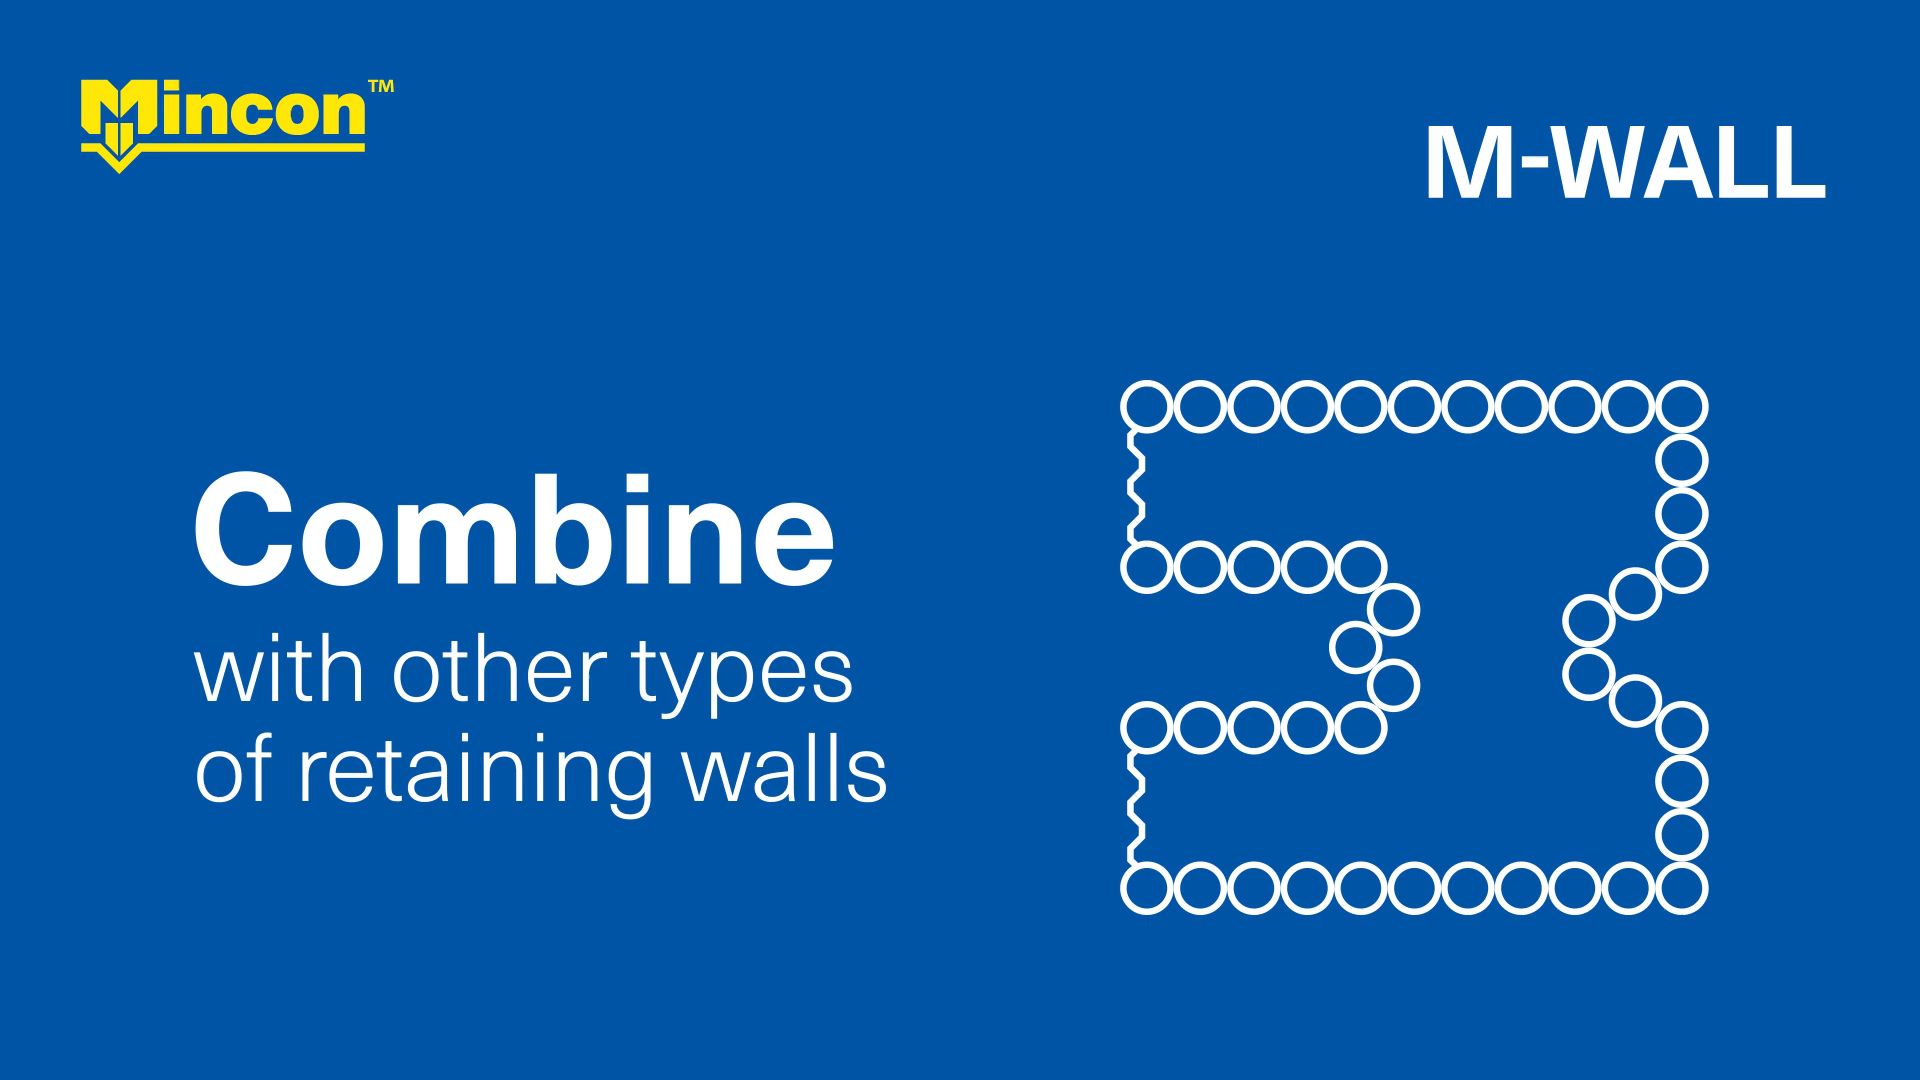 Mincon™
M-WALL
Combine
with other types
of retaining walls